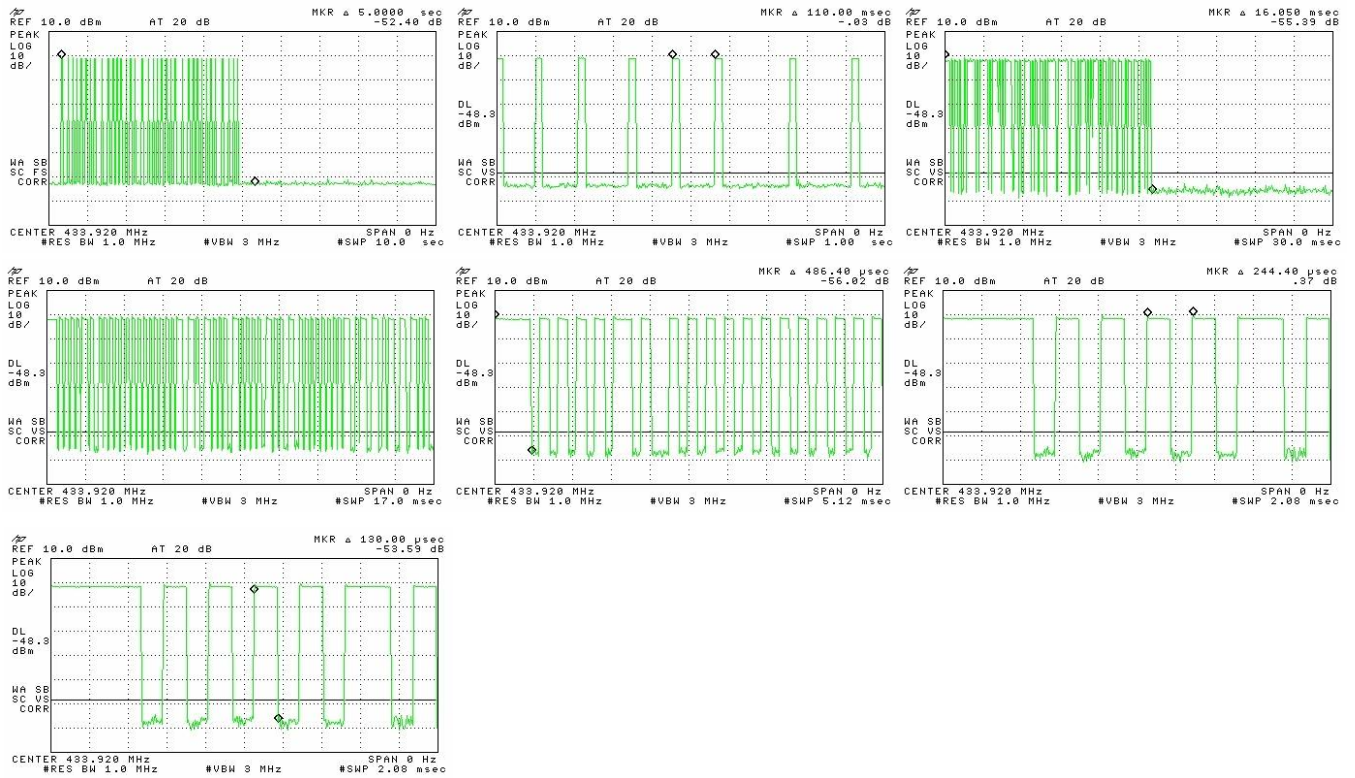 MKR Δ 5.0000 sec
REF 10.0 dBm AT 20 dB -52.40 dB
PEAK
LOG
10
dB/
DL
-48.3
dBm
WA SB
SC FS
CORR
CENTER 433.920 MHz SPAN 0 Hz
#RES BW 1.0 MHz #VBW 3 MHz #SWP 10.0 sec
MKR Δ 110.00 msec
REF 10.0 dBm AT 20 dB -.03 dB
PEAK
LOG
10
dB/
DL
-48.3
dBm
WA SB
SC VS
CORR
CENTER 433.920 MHz SPAN 0 Hz
#RES BW 1.0 MHz #VBW 3 MHz #SWP 1.00 sec
MKR Δ 16.050 msec
REF 10.0 dBm AT 20 dB -55.39 dB
PEAK
LOG
10
dB/
DL
-48.3
dBm
WA SB
SC VS
CORR
CENTER 433.920 MHz SPAN 0 Hz
#RES BW 1.0 MHz #VBW 3 MHz #SWP 30.0 msec
REF 10.0 dBm AT 20 dB
PEAK
LOG
10
dB/
DL
-48.3
dBm
WA SB
SC VS
CORR
CENTER 433.920 MHz SPAN 0 Hz
#RES BW 1.0 MHz #VBW 3 MHz #SWP 17.0 msec
MKR Δ 486.40 µsec
REF 10.0 dBm AT 20 dB -56.02 dB
PEAK
LOG
10
dB/
DL
-48.3
dBm
WA SB
SC VS
CORR
CENTER 433.920 MHz SPAN 0 Hz
#RES BW 1.0 MHz #VBW 3 MHz #SWP 5.12 msec
MKR Δ 244.40 µsec
REF 10.0 dBm AT 20 dB .37 dB
PEAK
LOG
10
dB/
DL
-48.3
dBm
WA SB
SC VS
CORR
CENTER 433.920 MHz SPAN 0 Hz
#RES BW 1.0 MHz #VBW 3 MHz #SWP 2.08 msec
MKR Δ 130.00 µsec
REF 10.0 dBm AT 20 dB -53.59 dB
PEAK
LOG
10
dB/
DL
-48.3
dBm
WA SB
SC VS
CORR
CENTER 433.920 MHz SPAN 0 Hz
#RES BW 1.0 MHz #VBW 3 MHz #SWP 2.08 msec